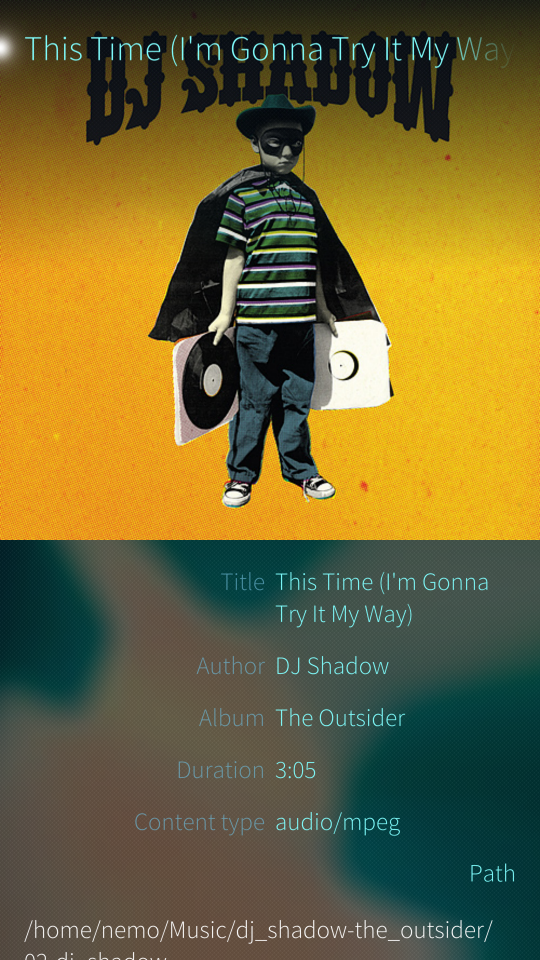 This Time (I'm Gonna Try It My Way
DJ SHADOW
Title This Time (I'm Gonna
Try It My Way)
Author DJ Shadow
Album The Outsider
Duration 3:05
Content type audio/mpeg
Path
/home/nemo/Music/dj_shadow-the_outsider/